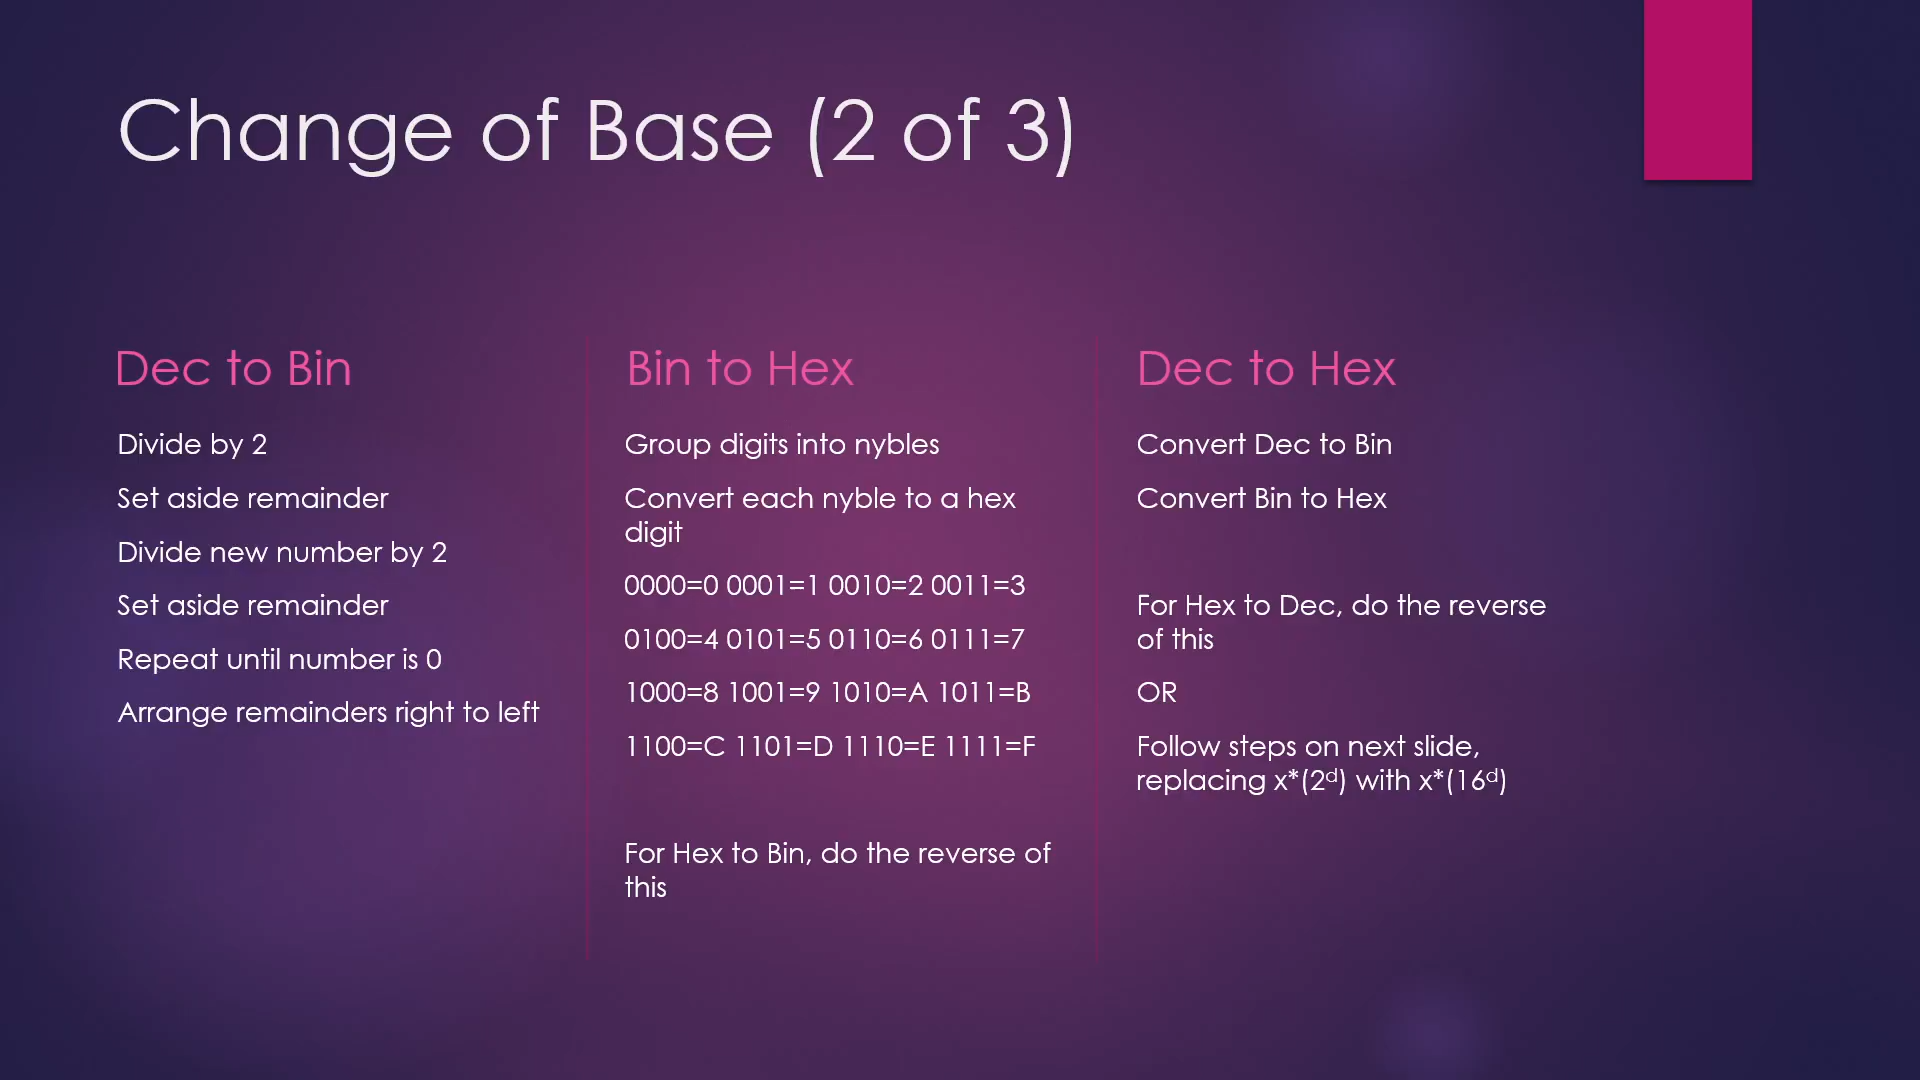 Change of Base (2 of 3)
Dec to Bin
Divide by 2
Set aside remainder
Divide new number by 2
Set aside remainder
Repeat until number is 0
Arrange remainders right to left
Bin to Hex
Group digits into nybles
Convert each nyble to a hex
digit
0000=0 0001=1 0010=2 0011=3
0100=4 0101=5 0110=6 0111=7
1000=8 1001=9 1010=A 1011=B
1100=C 1101=D 1110=E 1111=F
For Hex to Bin, do the reverse of
this
Dec to Hex
Convert Dec to Bin
Convert Bin to Hex
For Hex to Dec, do the reverse
of this
OR
Follow steps on next slide,
replacing x*(2ᵈ) with x*(16ᵈ)